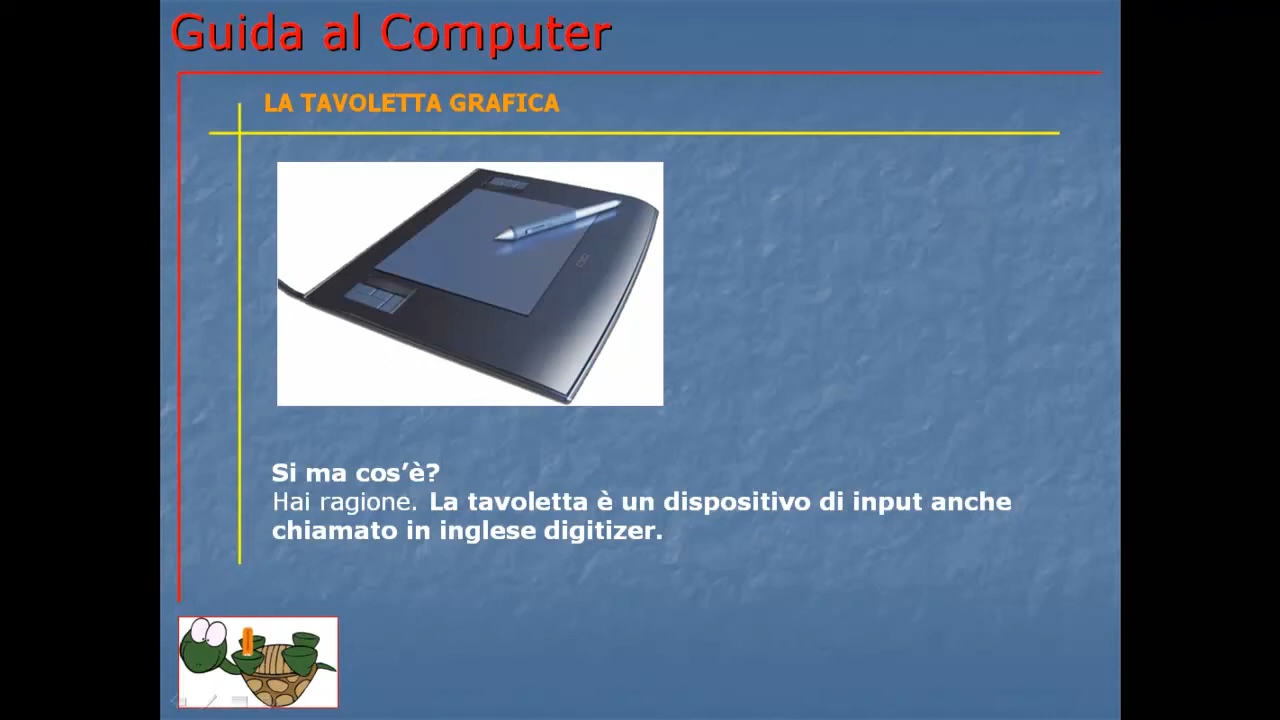 Guida al Computer
LA TAVOLETTA GRAFICA
Si ma cos’è?
Hai ragione. La tavoletta è un dispositivo di input anche
chiamato in inglese digitizer.